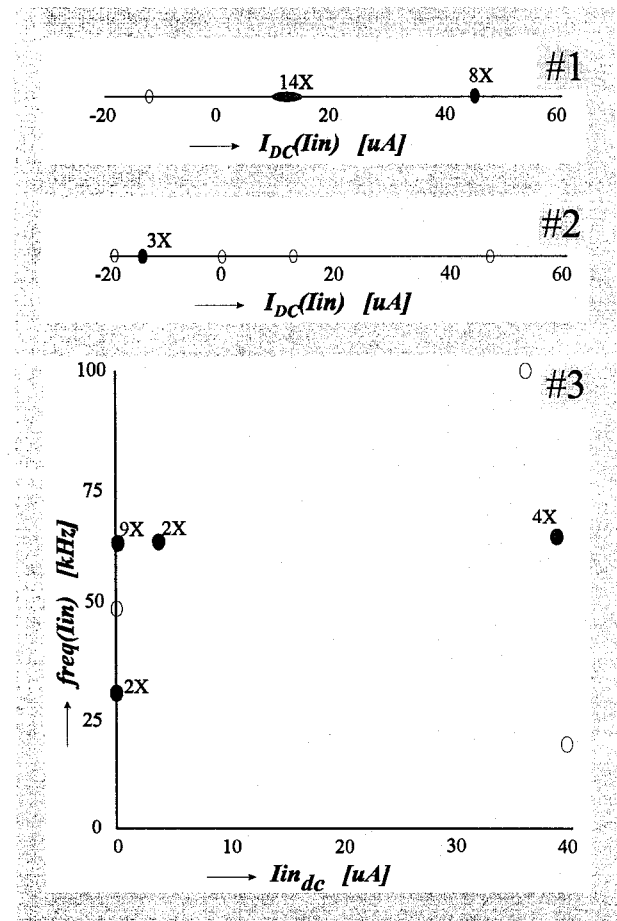 #1
14X 8X
-20 0 20 40 60
I_DC(Iin) [uA]
#2
3X
-20 0 20 40 60
I_DC(Iin) [uA]
#3
100
75
50
25
0
freq(Iin) [kHz]
9X 2X
4X
2X
0 10 20 30 40
Iin_dc [uA]